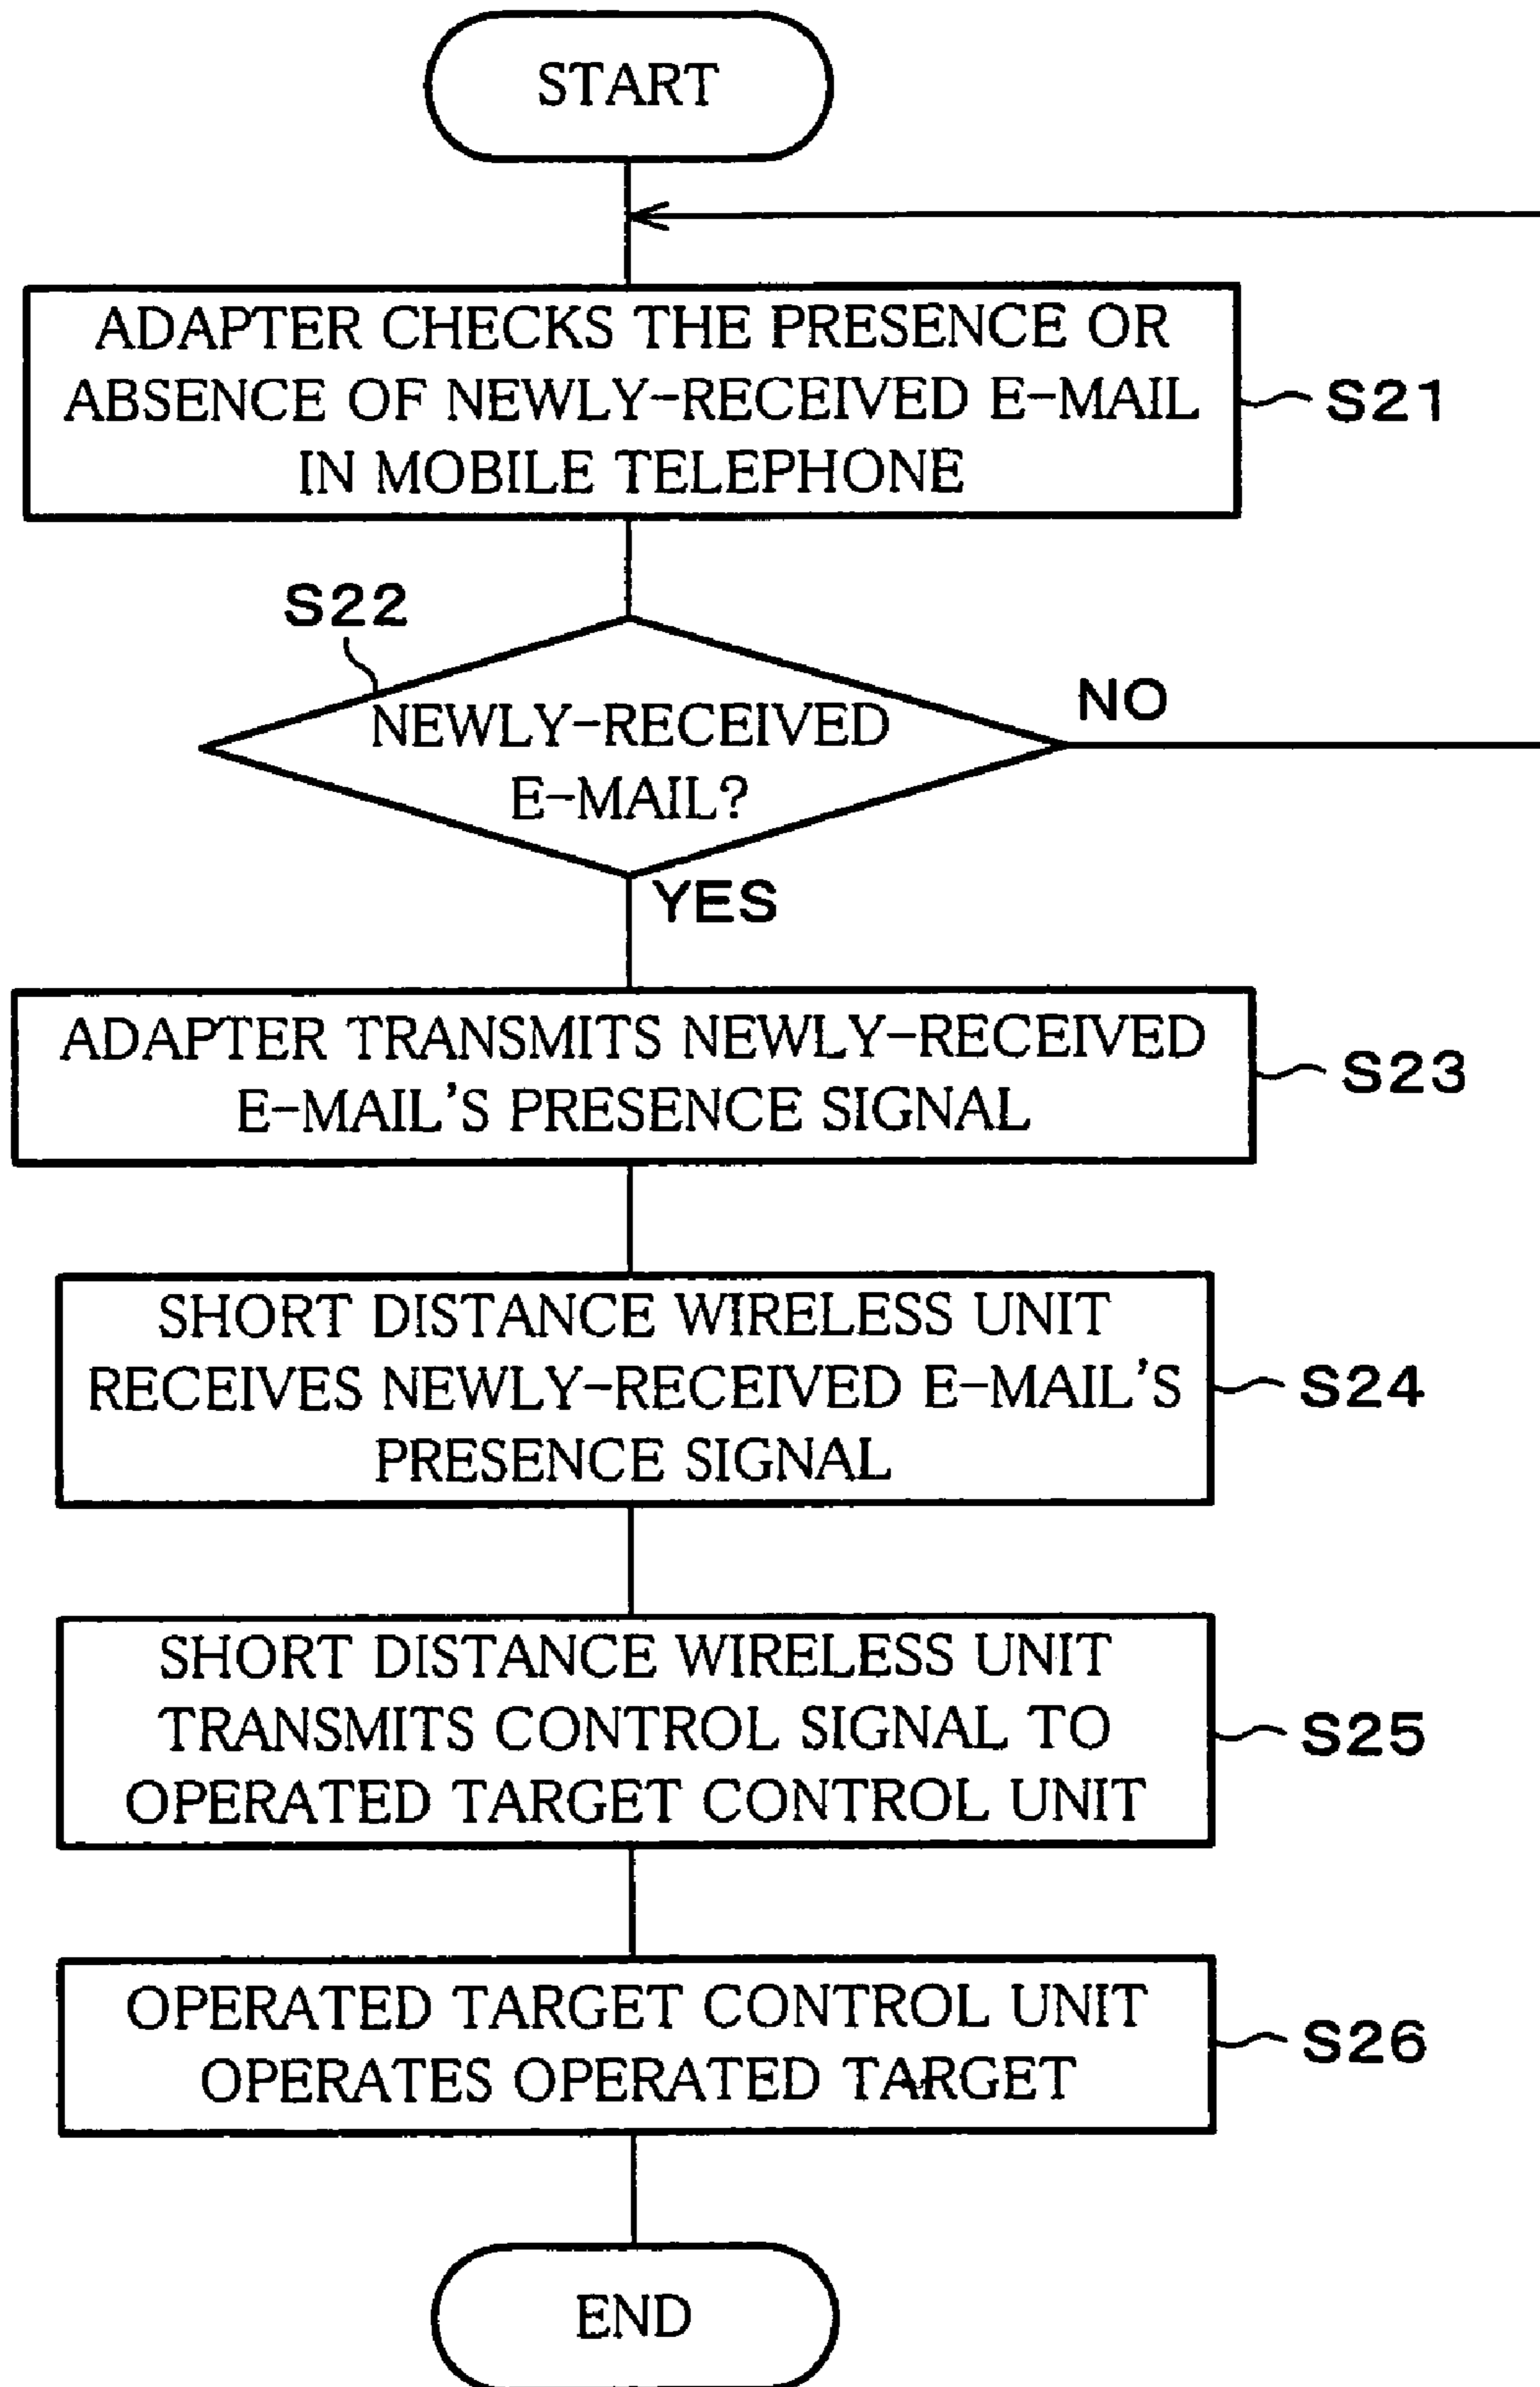 START
ADAPTER CHECKS THE PRESENCE OR
ABSENCE OF NEWLY-RECEIVED E-MAIL
IN MOBILE TELEPHONE
S21
S22
NEWLY-RECEIVED
E-MAIL?
NO
YES
ADAPTER TRANSMITS NEWLY-RECEIVED
E-MAIL'S PRESENCE SIGNAL
S23
SHORT DISTANCE WIRELESS UNIT
RECEIVES NEWLY-RECEIVED E-MAIL'S
PRESENCE SIGNAL
S24
SHORT DISTANCE WIRELESS UNIT
TRANSMITS CONTROL SIGNAL TO
OPERATED TARGET CONTROL UNIT
S25
OPERATED TARGET CONTROL UNIT
OPERATES OPERATED TARGET
S26
END